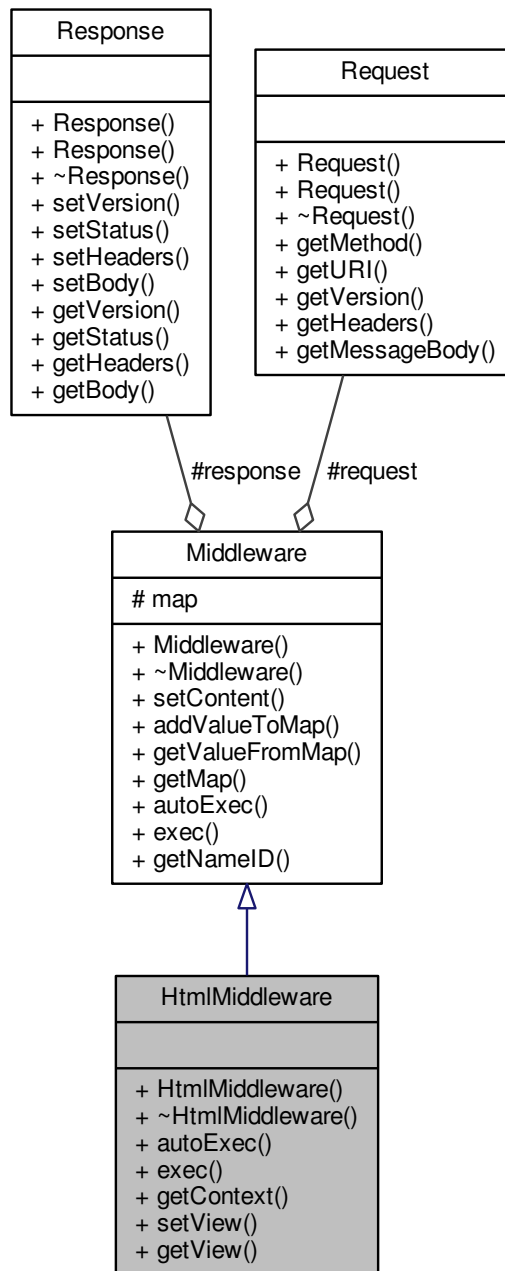 Response
+ Response()
+ Response()
+ ~Response()
+ setVersion()
+ setStatus()
+ setHeaders()
+ setBody()
+ getVersion()
+ getStatus()
+ getHeaders()
+ getBody()
Request
+ Request()
+ Request()
+ ~Request()
+ getMethod()
+ getURI()
+ getVersion()
+ getHeaders()
+ getMessageBody()
#response
#request
Middleware
# map
+ Middleware()
+ ~Middleware()
+ setContent()
+ addValueToMap()
+ getValueFromMap()
+ getMap()
+ autoExec()
+ exec()
+ getNameID()
HtmlMiddleware
+ HtmlMiddleware()
+ ~HtmlMiddleware()
+ autoExec()
+ exec()
+ getContext()
+ setView()
+ getView()